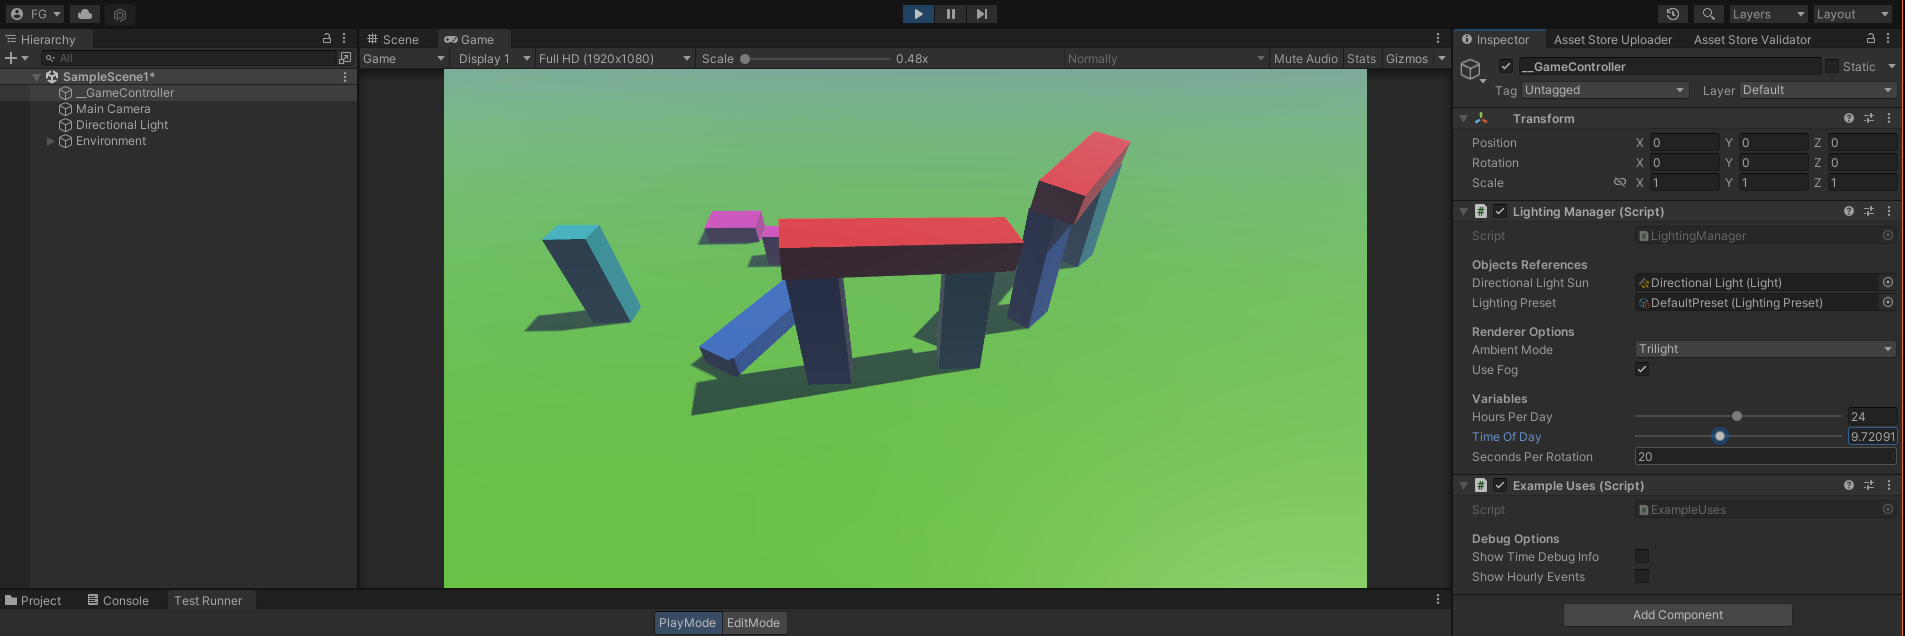 FG
Layers
Layout
Hierarchy
All
SampleScene1*
__GameController
Main Camera
Directional Light
Environment
Scene
Game
Game
Display 1
Full HD (1920x1080)
Scale
0.48x
Normally
Mute Audio
Stats
Gizmos
Inspector
Asset Store Uploader
Asset Store Validator
__GameController
Static
Tag
Untagged
Layer
Default
Transform
Position
X 0
Y 0
Z 0
Rotation
X 0
Y 0
Z 0
Scale
X 1
Y 1
Z 1
# Lighting Manager (Script)
Script
LightingManager
Objects References
Directional Light Sun
Directional Light (Light)
Lighting Preset
DefaultPreset (Lighting Preset)
Renderer Options
Ambient Mode
Trilight
Use Fog
Variables
Hours Per Day
24
Time Of Day
9.72091
Seconds Per Rotation
20
# Example Uses (Script)
Script
ExampleUses
Debug Options
Show Time Debug Info
Show Hourly Events
Add Component
Project
Console
Test Runner
PlayMode
EditMode